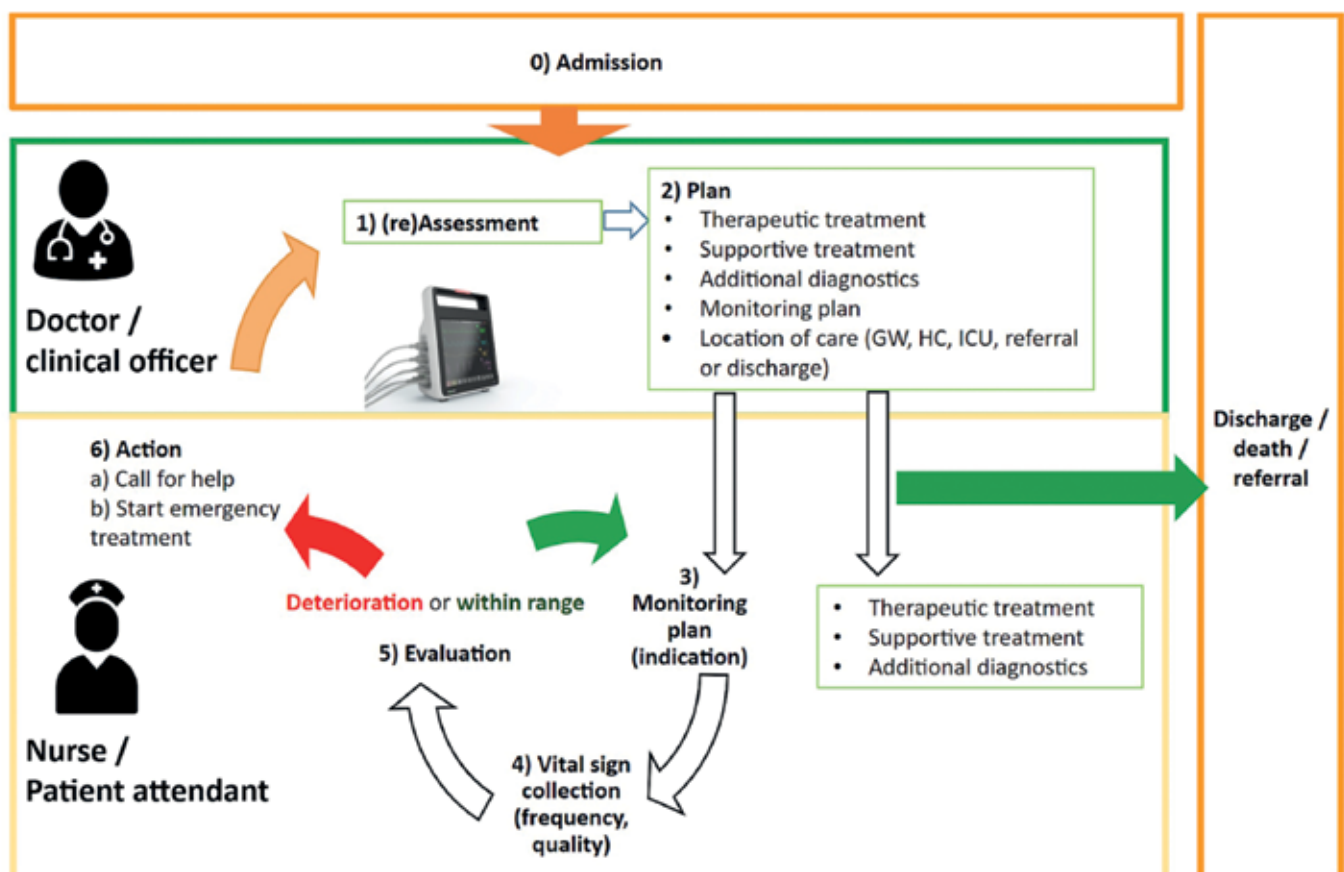 0) Admission
Doctor /
clinical officer
1) (re)Assessment
2) Plan
• Therapeutic treatment
• Supportive treatment
• Additional diagnostics
• Monitoring plan
• Location of care (GW, HC, ICU, referral
or discharge)
6) Action
a) Call for help
b) Start emergency
treatment
Deterioration or within range
5) Evaluation
3)
Monitoring
plan
(indication)
4) Vital sign
collection
(frequency,
quality)
• Therapeutic treatment
• Supportive treatment
• Additional diagnostics
Nurse /
Patient attendant
Discharge /
death /
referral